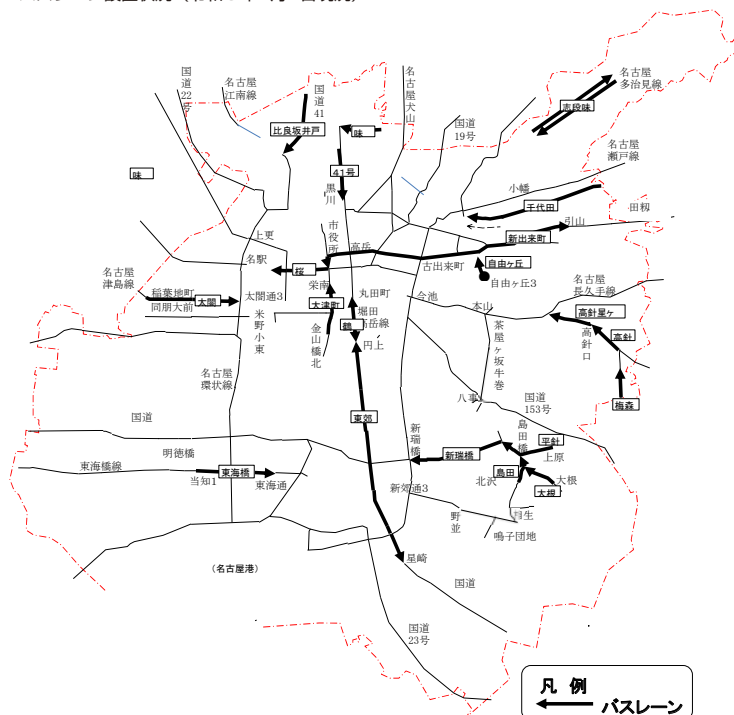 国道22号
名古屋江南線
国道41
名古屋犬山
国道19号
名古屋多治見線
志段味
比良坂井戸
味
味
41号
黒川
名古屋瀬戸線
小幡
千代田
引山
田籾
新出来町
上更
市役所
高岳
名駅
桜
古出来町
自由ヶ丘
自由ヶ丘3
名古屋津島線
稲葉地町
同朋大前
太閤
太閤通3
栄南
大津町
丸田町
堀田高岳線
鶴
円上
今池
本山
名古屋長久手線
高針星ヶ
高針
高針口
梅森
米野小東
金山橋北
茶屋ヶ坂牛巻
八事
国道153号
名古屋環状線
国道
明徳橋
東海橋線
当知1
東海橋
東海通
東郊
新瑞橋
新瑞橋
島田橋
平針
上原
島田
北沢
大根
大根
新郊通3
野並
鳴子団地
星崎
国道
(名古屋港)
国道23号
凡 例
バスレーン